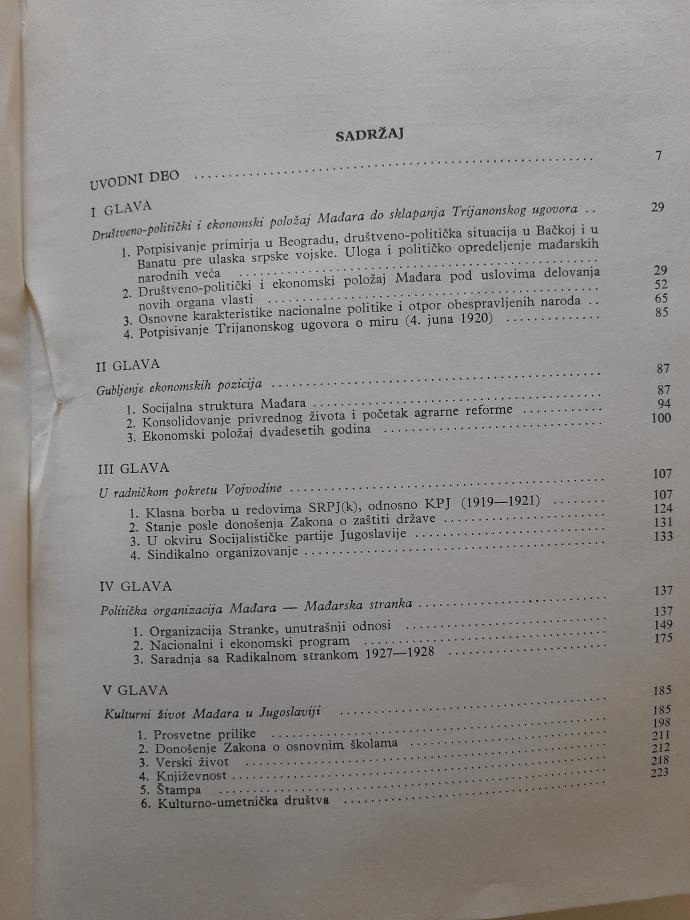 SADRŽAJ
UVODNI DEO .......... 7
I GLAVA
Društveno-politički i ekonomski položaj Mađara do sklapanja Trijanonskog ugovora .. 29
1. Potpisivanje primirja u Beogradu, društveno-politička situacija u Bačkoj i u
Banatu pre ulaska srpske vojske. Uloga i političko opredeljenje mađarskih
narodnih veća .......... 29
2. Društveno-politički i ekonomski položaj Mađara pod uslovima delovanja
novih organa vlasti .......... 52
3. Osnovne karakteristike nacionalne politike i otpor obespravljenih naroda .. 65
4. Potpisivanje Trijanonskog ugovora o miru (4. juna 1920) .......... 85
II GLAVA
Gubljenje ekonomskih pozicija .......... 87
1. Socijalna struktura Mađara .......... 87
2. Konsolidovanje privrednog života i početak agrarne reforme .......... 94
3. Ekonomski položaj dvadesetih godina .......... 100
III GLAVA
U radničkom pokretu Vojvodine .......... 107
1. Klasna borba u redovima SRPJ(k), odnosno KPJ (1919—1921) .......... 107
2. Stanje posle donošenja Zakona o zaštiti države .......... 124
3. U okviru Socijalističke partije Jugoslavije .......... 131
4. Sindikalno organizovanje .......... 133
IV GLAVA
Politička organizacija Mađara — Mađarska stranka .......... 137
1. Organizacija Stranke, unutrašnji odnosi .......... 137
2. Nacionalni i ekonomski program .......... 149
3. Saradnja sa Radikalnom strankom 1927—1928 .......... 175
V GLAVA
Kulturni život Mađara u Jugoslaviji .......... 185
1. Prosvetne prilike .......... 185
2. Donošenje Zakona o osnovnim školama .......... 198
3. Verski život .......... 211
4. Književnost .......... 212
5. Štampa .......... 218
6. Kulturno-umetnička društva .......... 223